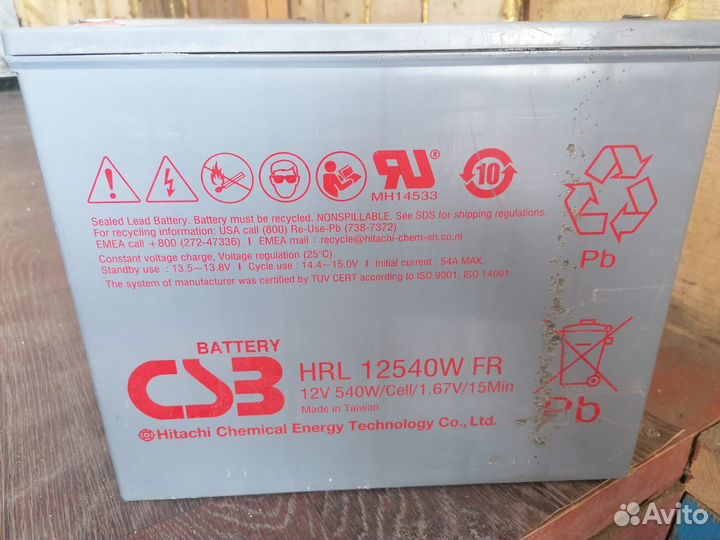 MH14533
10
Sealed Lead Battery. Battery must be recycled. NONSPILLABLE. See SDS for shipping regulations.
For recycling information: USA call (800) Re-Use-Pb (738-7372)
EMEA call +800 (272-47336) I EMEA mail : recycle@hitachi-chem-en.co.nl
Constant voltage charge, Voltage regulation (25°C)
Standby use : 13.5~13.8V I Cycle use : 14.4~15.0V I Initial current : 54A MAX.
The system of manufacturer was certified by TUV CERT according to ISO 9001, ISO 14001.
Pb
BATTERY
CSB
HRL 12540W FR
12V 540W/Cell/1.67V/15Min
Made in Taiwan
Hitachi Chemical Energy Technology Co., Ltd.
Pb
Avito